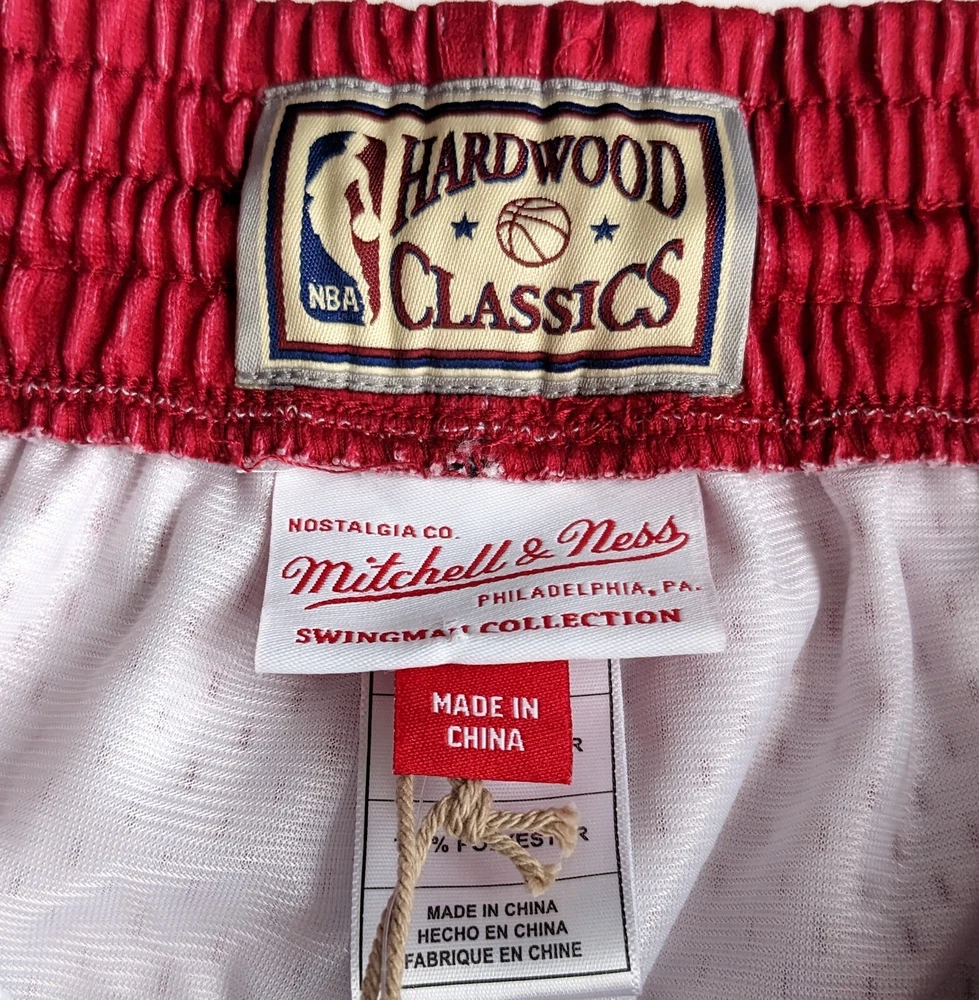 HARDWOOD
NBA
CLASSICS
NOSTALGIA CO.
Mitchell & Ness
PHILADELPHIA, PA.
SWINGMAN COLLECTION
MADE IN
CHINA
MADE IN CHINA
HECHO EN CHINA
FABRIQUE EN CHINE